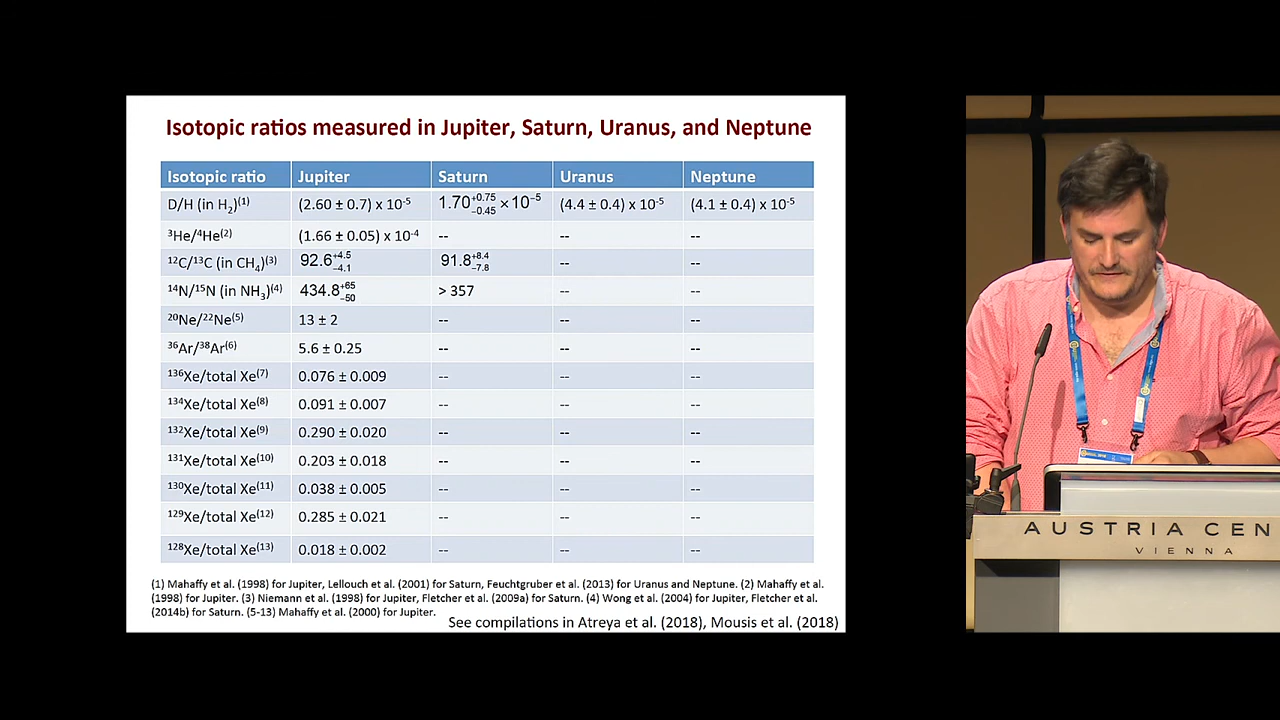 Isotopic ratios measured in Jupiter, Saturn, Uranus, and Neptune
Isotopic ratio Jupiter Saturn Uranus Neptune
D/H (in H₂)⁽¹⁾ (2.60 ± 0.7) x 10⁻⁵ 1.70 +0.75 −0.45 ×10⁻⁵ (4.4 ± 0.4) x 10⁻⁵ (4.1 ± 0.4) x 10⁻⁵
³He/⁴He⁽²⁾ (1.66 ± 0.05) x 10⁻⁴ -- -- --
¹²C/¹³C (in CH₄)⁽³⁾ 92.6 +4.5 −4.1 91.8 +8.4 −7.8 -- --
¹⁴N/¹⁵N (in NH₃)⁽⁴⁾ 434.8 +65 −50 > 357 -- --
²⁰Ne/²²Ne⁽⁵⁾ 13 ± 2 -- -- --
³⁶Ar/³⁸Ar⁽⁶⁾ 5.6 ± 0.25 -- -- --
¹³⁶Xe/total Xe⁽⁷⁾ 0.076 ± 0.009 -- -- --
¹³⁴Xe/total Xe⁽⁸⁾ 0.091 ± 0.007 -- -- --
¹³²Xe/total Xe⁽⁹⁾ 0.290 ± 0.020 -- -- --
¹³¹Xe/total Xe⁽¹⁰⁾ 0.203 ± 0.018 -- -- --
¹³⁰Xe/total Xe⁽¹¹⁾ 0.038 ± 0.005 -- -- --
¹²⁹Xe/total Xe⁽¹²⁾ 0.285 ± 0.021 -- -- --
¹²⁸Xe/total Xe⁽¹³⁾ 0.018 ± 0.002 -- -- --
(1) Mahaffy et al. (1998) for Jupiter, Lellouch et al. (2001) for Saturn, Feuchtgruber et al. (2013) for Uranus and Neptune. (2) Mahaffy et al.
(1998) for Jupiter. (3) Niemann et al. (1998) for Jupiter, Fletcher et al. (2009a) for Saturn. (4) Wong et al. (2004) for Jupiter, Fletcher et al.
(2014b) for Saturn. (5-13) Mahaffy et al. (2000) for Jupiter.
See compilations in Atreya et al. (2018), Mousis et al. (2018)
AUSTRIA CEN
VIENNA